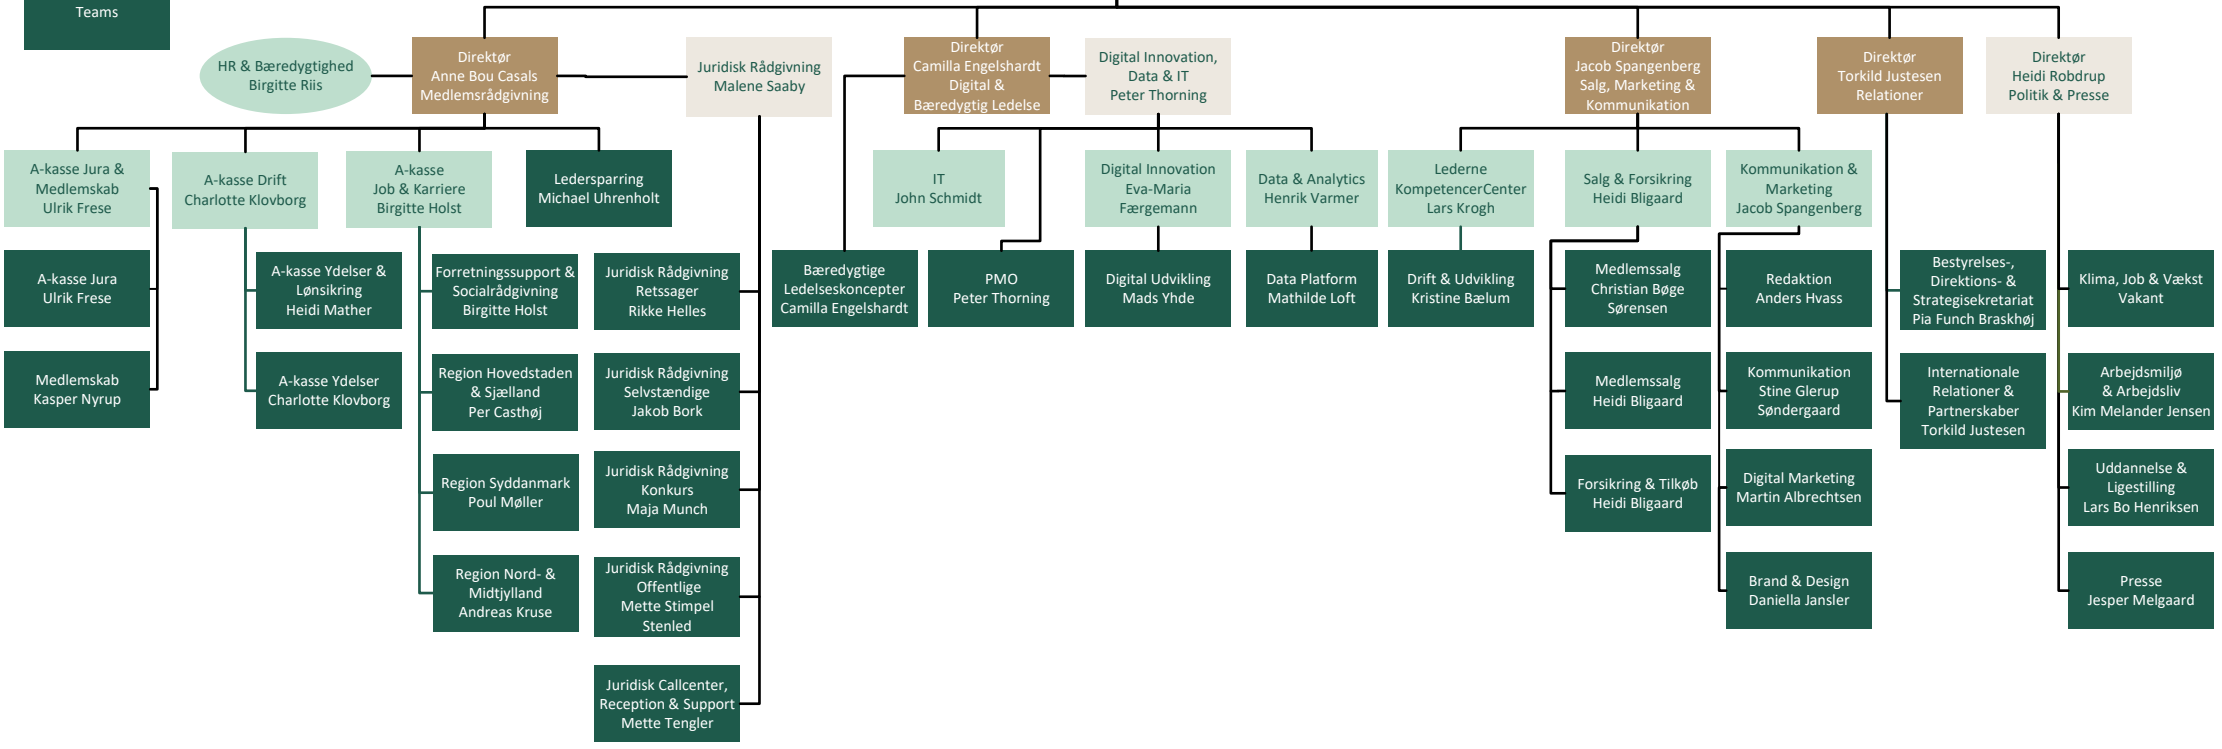 Teams
HR & Bæredygtighed
Birgitte Riis
Direktør
Anne Bou Casals
Medlemsrådgivning
Juridisk Rådgivning
Malene Saaby
Direktør
Camilla Engelshardt
Digital &
Bæredygtig Ledelse
Digital Innovation,
Data & IT
Peter Thorning
Direktør
Jacob Spangenberg
Salg, Marketing &
Kommunikation
Direktør
Torkild Justesen
Relationer
Direktør
Heidi Robdrup
Politik & Presse
A-kasse Jura &
Medlemskab
Ulrik Frese
A-kasse Drift
Charlotte Klovborg
A-kasse
Job & Karriere
Birgitte Holst
Ledersparring
Michael Uhrenholt
IT
John Schmidt
Digital Innovation
Eva-Maria
Færgemann
Data & Analytics
Henrik Varmer
Lederne
KompetencerCenter
Lars Krogh
Salg & Forsikring
Heidi Bligaard
Kommunikation &
Marketing
Jacob Spangenberg
A-kasse Jura
Ulrik Frese
A-kasse Ydelser &
Lønsikring
Heidi Mather
Forretningssupport &
Socialrådgivning
Birgitte Holst
Juridisk Rådgivning
Retssager
Rikke Helles
Bæredygtige
Ledelseskoncepter
Camilla Engelshardt
PMO
Peter Thorning
Digital Udvikling
Mads Yhde
Data Platform
Mathilde Loft
Drift & Udvikling
Kristine Bælum
Medlemssalg
Christian Bøge
Sørensen
Redaktion
Anders Hvass
Bestyrelses-,
Direktions- &
Strategisekretariat
Pia Funch Braskhøj
Klima, Job & Vækst
Vakant
Medlemskab
Kasper Nyrup
A-kasse Ydelser
Charlotte Klovborg
Region Hovedstaden
& Sjælland
Per Casthøj
Juridisk Rådgivning
Selvstændige
Jakob Bork
Medlemssalg
Heidi Bligaard
Kommunikation
Stine Glerup
Søndergaard
Internationale
Relationer &
Partnerskaber
Torkild Justesen
Arbejdsmiljø
& Arbejdsliv
Kim Melander Jensen
Region Syddanmark
Poul Møller
Juridisk Rådgivning
Konkurs
Maja Munch
Forsikring & Tilkøb
Heidi Bligaard
Digital Marketing
Martin Albrechtsen
Uddannelse &
Ligestilling
Lars Bo Henriksen
Region Nord- &
Midtjylland
Andreas Kruse
Juridisk Rådgivning
Offentlige
Mette Stimpel
Stenled
Brand & Design
Daniella Jansler
Presse
Jesper Melgaard
Juridisk Callcenter,
Reception & Support
Mette Tengler